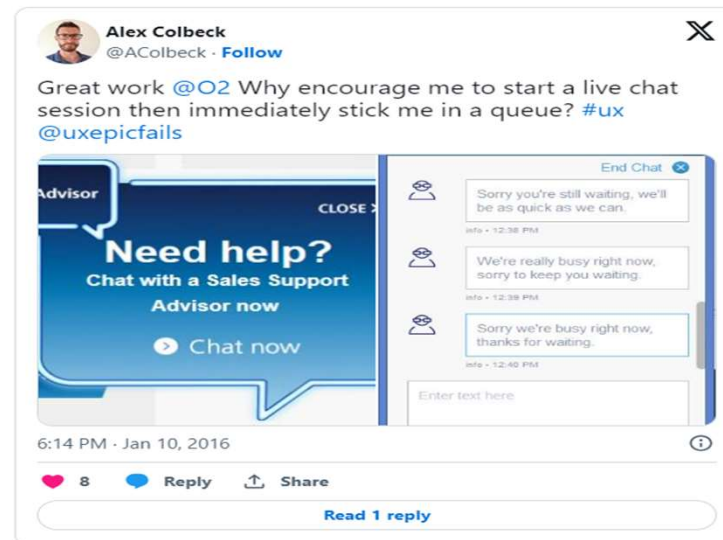 Alex Colbeck
@AColbeck · Follow
Great work @O2 Why encourage me to start a live chat
session then immediately stick me in a queue? #ux
@uxepicfails
Advisor
CLOSE
Need help?
Chat with a Sales Support
Advisor now
Chat now
End Chat
Sorry you're still waiting, we'll
be as quick as we can.
info • 12:38 PM
We're really busy right now,
sorry to keep you waiting.
info • 12:39 PM
Sorry we're busy right now,
thanks for waiting.
info • 12:40 PM
Enter text here
6:14 PM · Jan 10, 2016
8 Reply Share
Read 1 reply